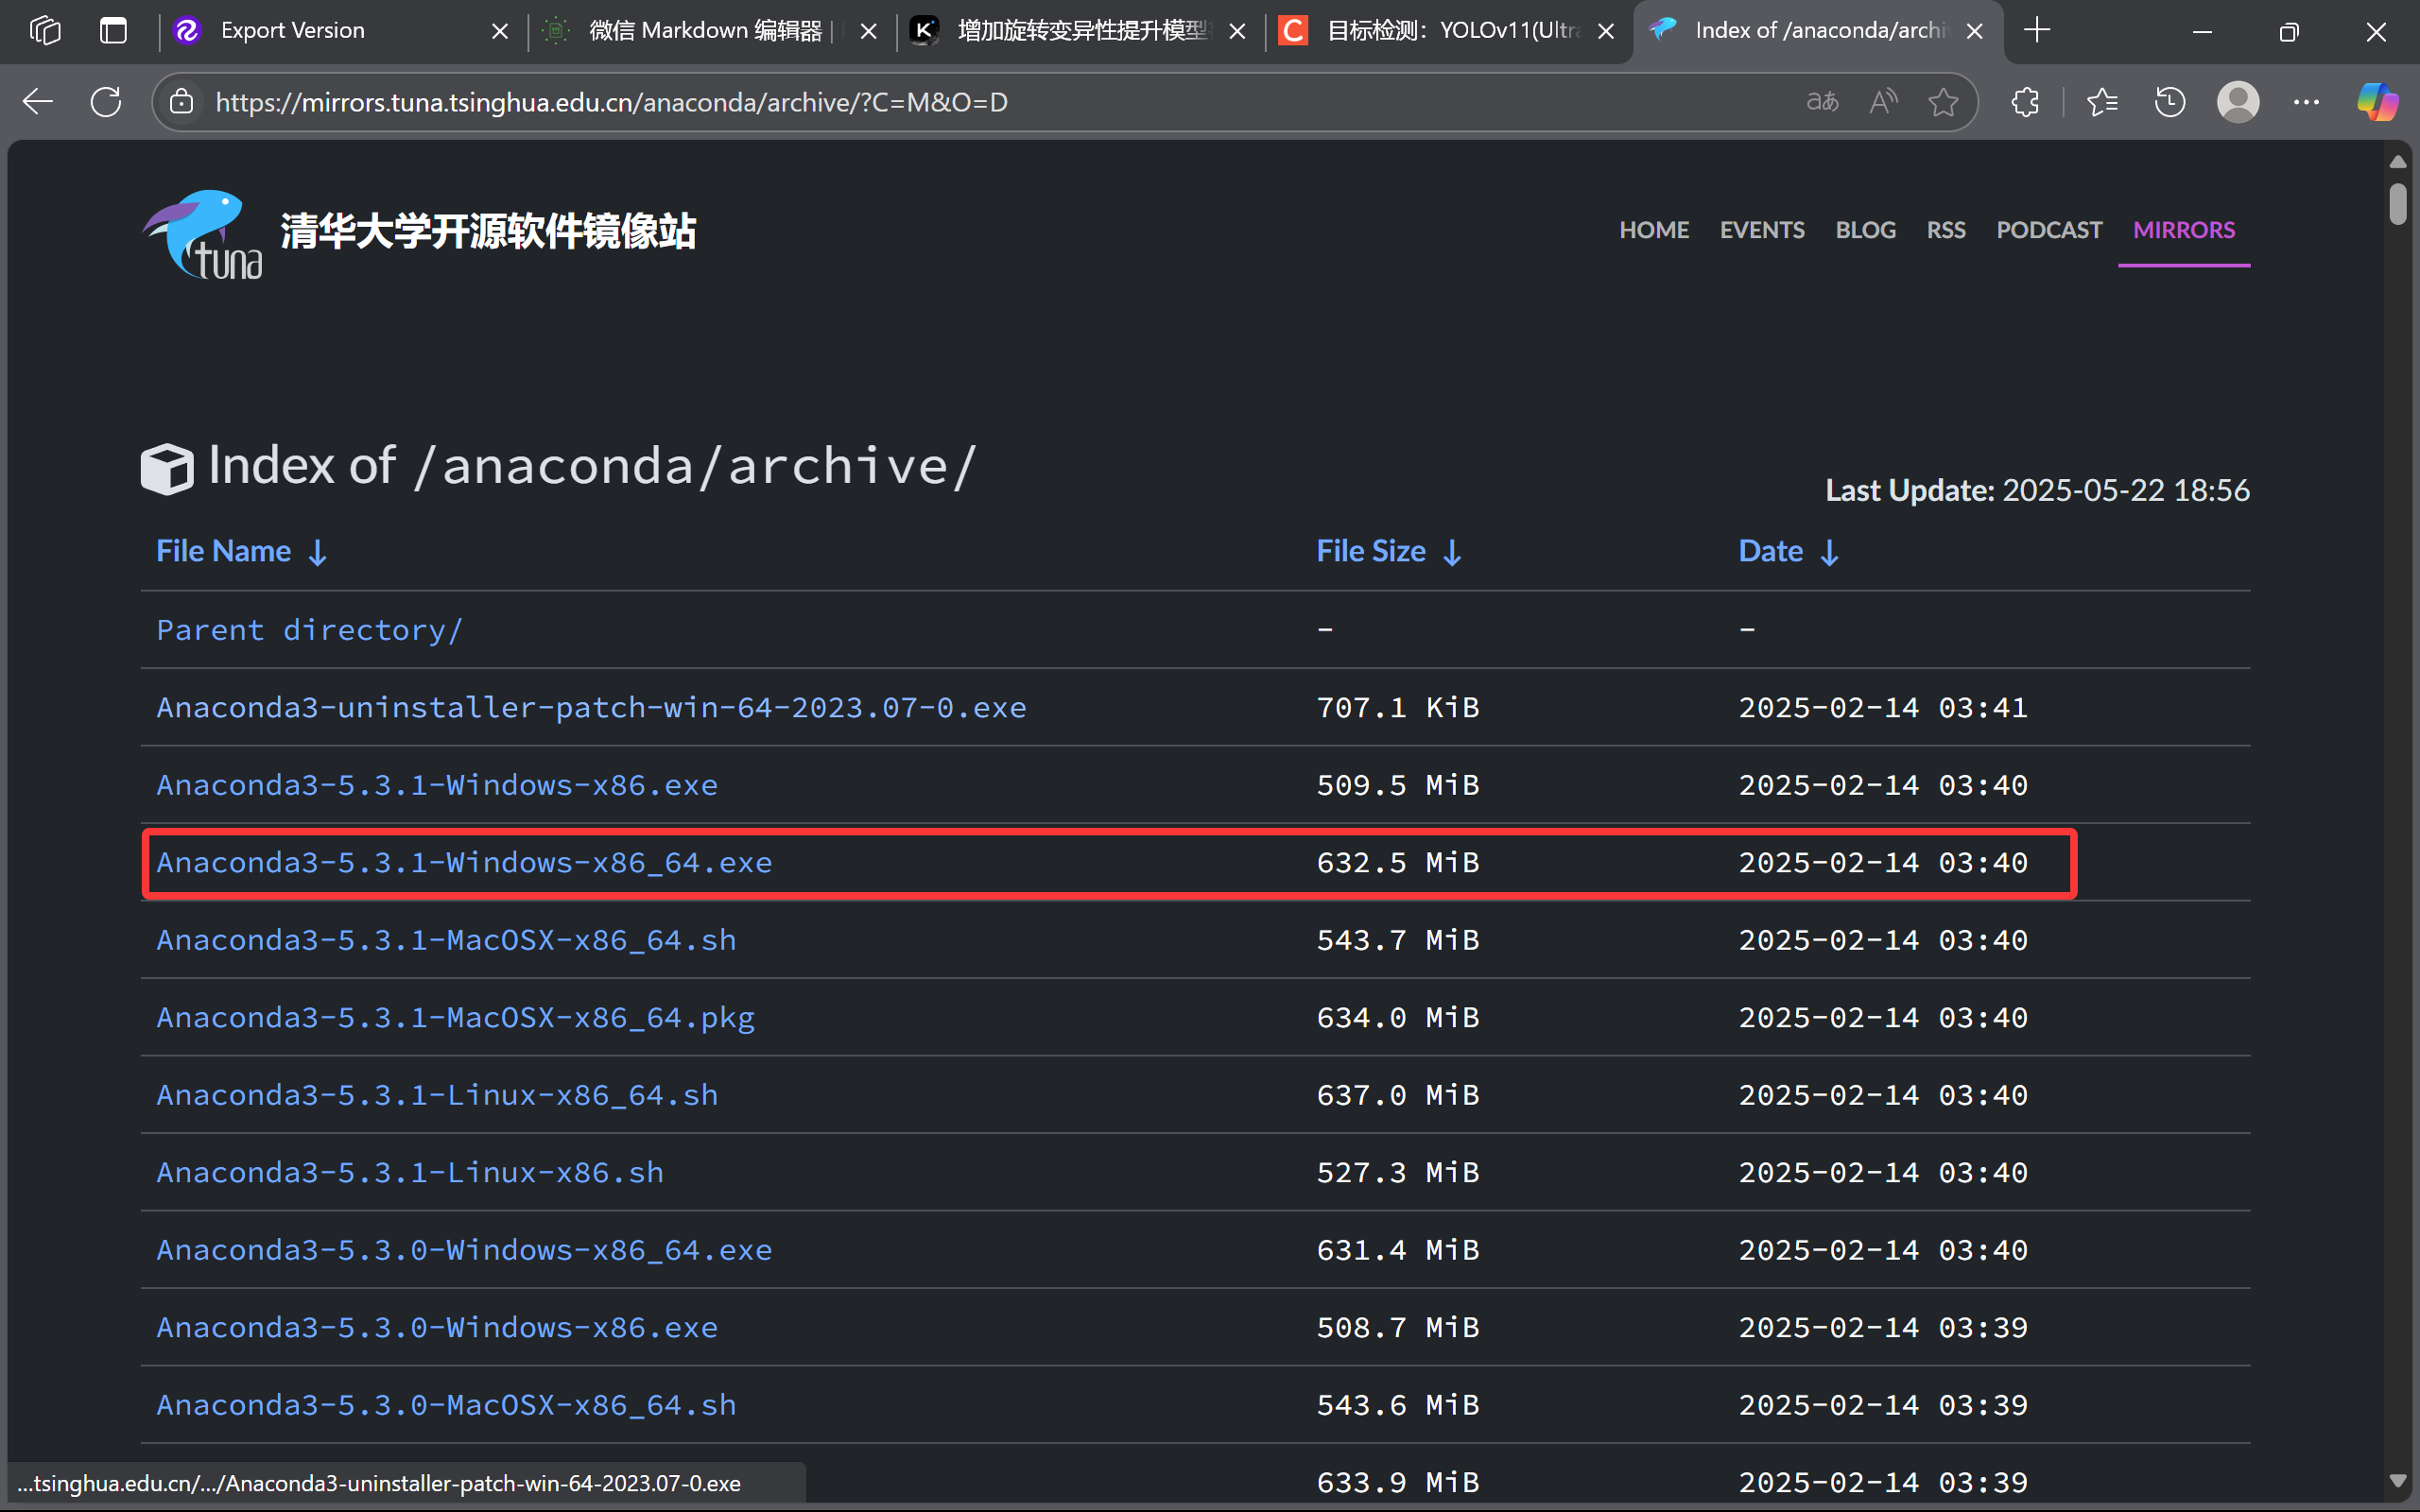 Export Version
微信 Markdown 编辑器 |
增加旋转变异性提升模型
目标检测：YOLOv11(Ultra
Index of /anaconda/archi
https://mirrors.tuna.tsinghua.edu.cn/anaconda/archive/?C=M&O=D
tuna
清华大学开源软件镜像站
HOME EVENTS BLOG RSS PODCAST MIRRORS
Index of /anaconda/archive/
Last Update: 2025-05-22 18:56
File Name ↓ File Size ↓ Date ↓
Parent directory/ - -
Anaconda3-uninstaller-patch-win-64-2023.07-0.exe 707.1 KiB 2025-02-14 03:41
Anaconda3-5.3.1-Windows-x86.exe 509.5 MiB 2025-02-14 03:40
Anaconda3-5.3.1-Windows-x86_64.exe 632.5 MiB 2025-02-14 03:40
Anaconda3-5.3.1-MacOSX-x86_64.sh 543.7 MiB 2025-02-14 03:40
Anaconda3-5.3.1-MacOSX-x86_64.pkg 634.0 MiB 2025-02-14 03:40
Anaconda3-5.3.1-Linux-x86_64.sh 637.0 MiB 2025-02-14 03:40
Anaconda3-5.3.1-Linux-x86.sh 527.3 MiB 2025-02-14 03:40
Anaconda3-5.3.0-Windows-x86_64.exe 631.4 MiB 2025-02-14 03:40
Anaconda3-5.3.0-Windows-x86.exe 508.7 MiB 2025-02-14 03:39
Anaconda3-5.3.0-MacOSX-x86_64.sh 543.6 MiB 2025-02-14 03:39
633.9 MiB 2025-02-14 03:39
...tsinghua.edu.cn/.../Anaconda3-uninstaller-patch-win-64-2023.07-0.exe